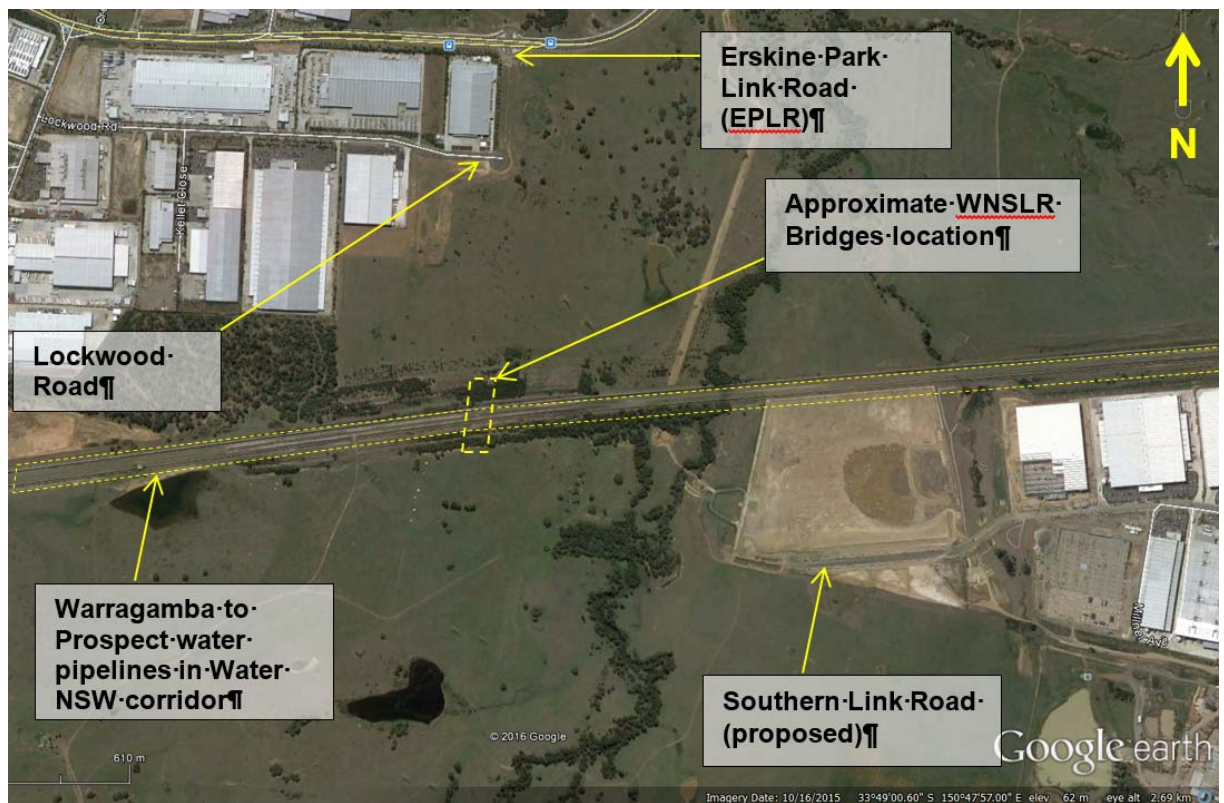 Erskine·Park·
Link·Road·
(EPLR)¶
N
Lockwood Rd
Kellet Close
Approximate·WNSLR·
Bridges·location¶
Lockwood·
Road¶
Warragamba·to·
Prospect·water·
pipelines·in·Water·
NSW·corridor¶
Southern·Link·Road·
(proposed)¶
© 2016 Google
610 m
Google earth
Imagery Date: 10/16/2015 33°49'00.60" S 150°47'57.00" E elev 62 m eye alt 2.69 km